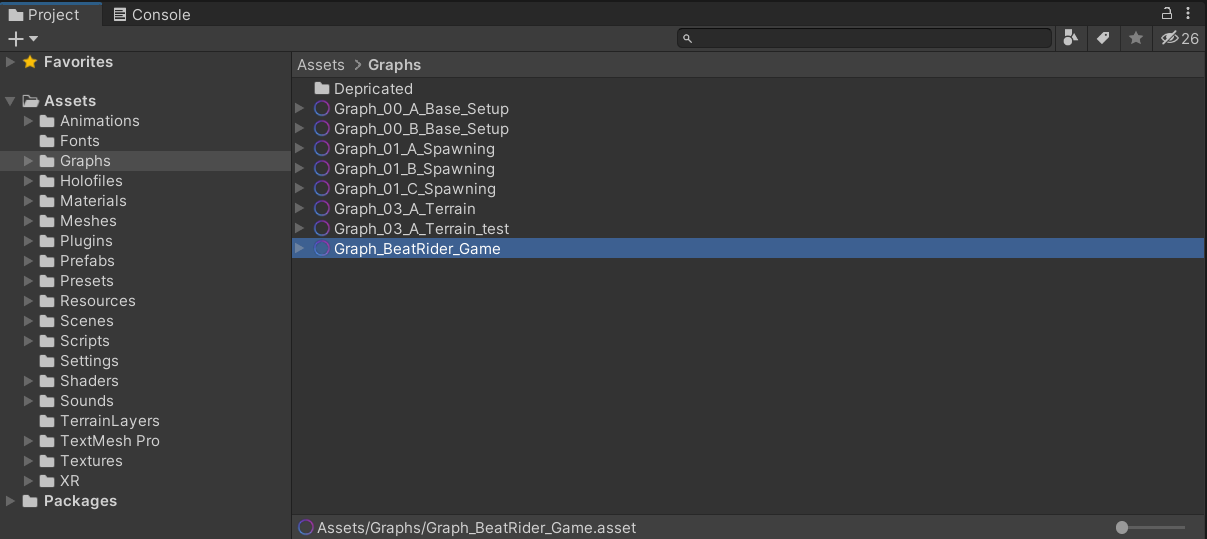 Project
Console
26
Favorites
Assets
Animations
Fonts
Graphs
Holofiles
Materials
Meshes
Plugins
Prefabs
Presets
Resources
Scenes
Scripts
Settings
Shaders
Sounds
TerrainLayers
TextMesh Pro
Textures
XR
Packages
Assets > Graphs
Depricated
Graph_00_A_Base_Setup
Graph_00_B_Base_Setup
Graph_01_A_Spawning
Graph_01_B_Spawning
Graph_01_C_Spawning
Graph_03_A_Terrain
Graph_03_A_Terrain_test
Graph_BeatRider_Game
Assets/Graphs/Graph_BeatRider_Game.asset